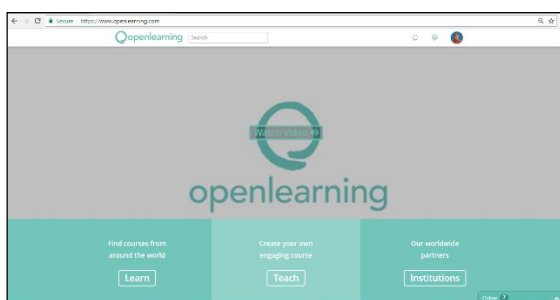 Secure https://www.openlearning.com
openlearning Search
Watch Video
openlearning
Find courses from
around the world
Create your own
engaging course
Our worldwide
partners
Learn
Teach
Institutions
Online 7